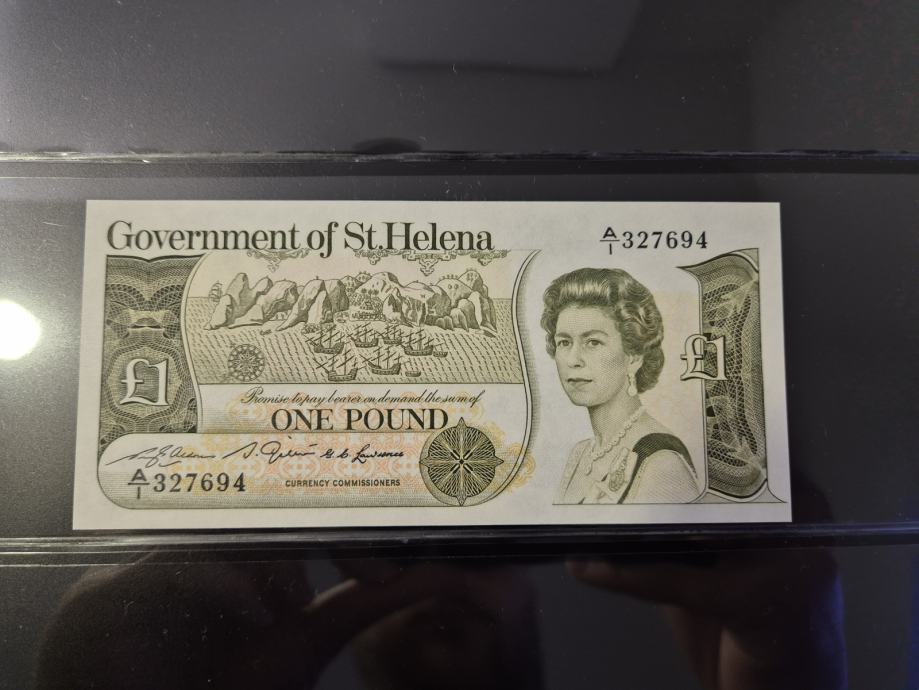 Government of St.Helena
A/1 327694
£1
£1
Promise to pay bearer on demand the sum of
ONE POUND
A/1 327694
CURRENCY COMMISSIONERS